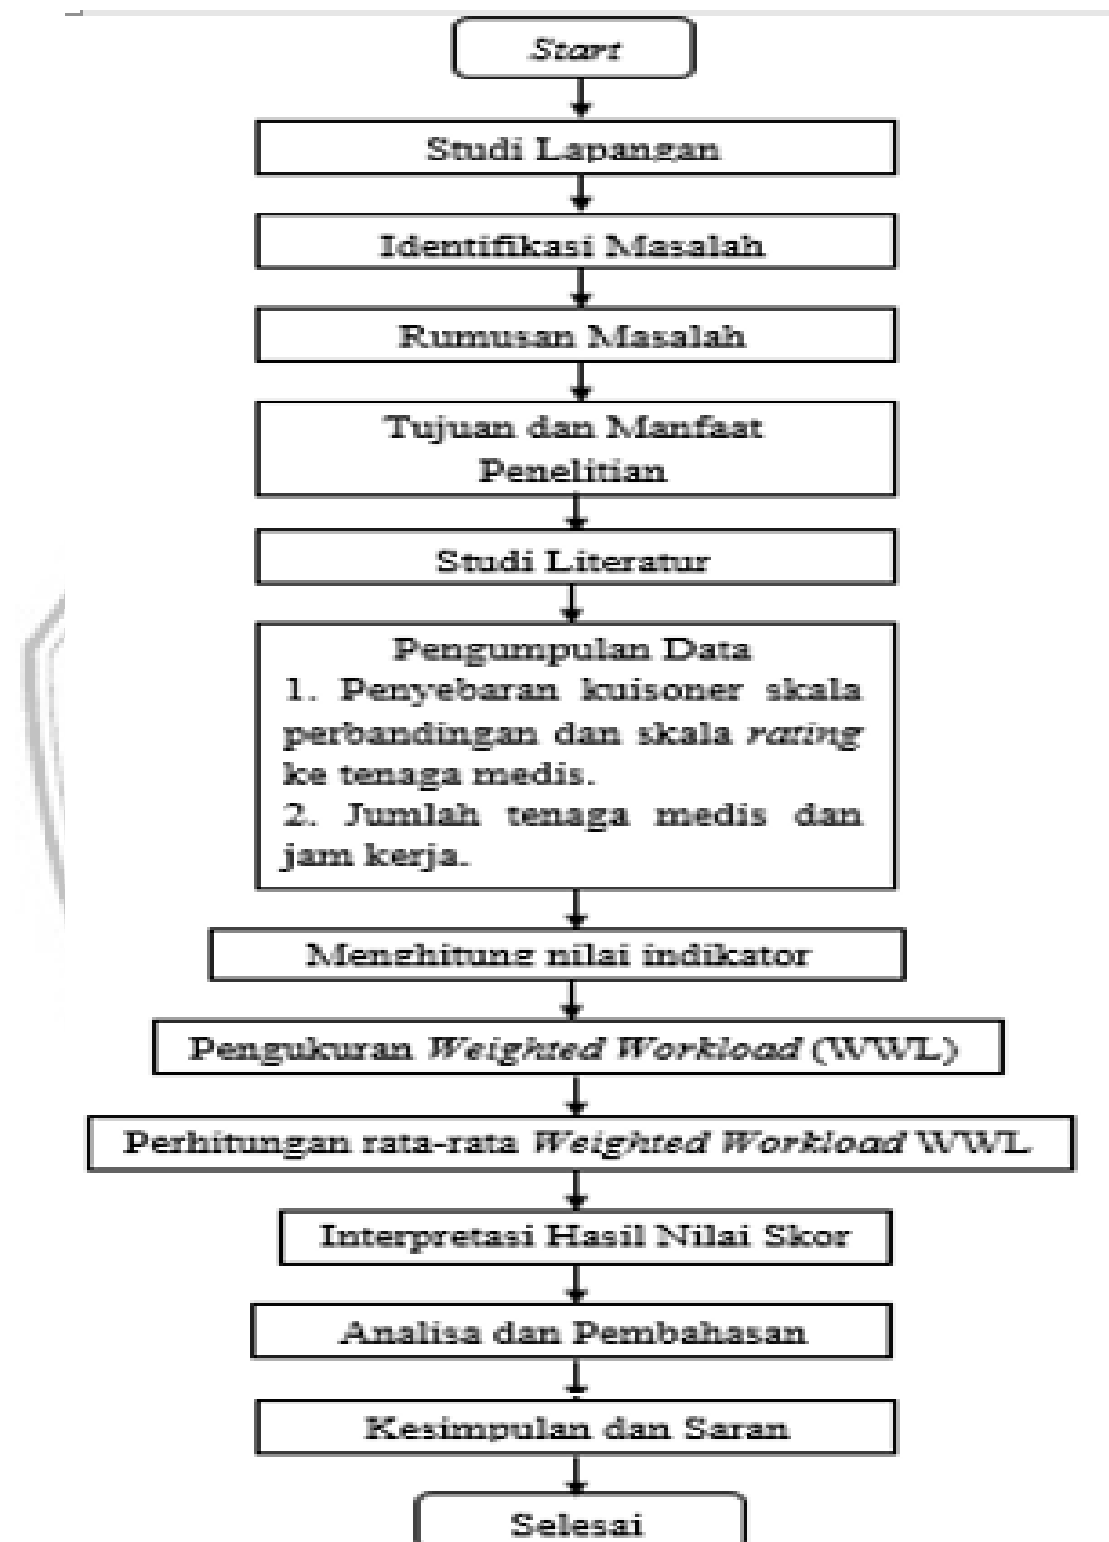 Start
Studi Lapangan
Identifikasi Masalah
Rumusan Masalah
Tujuan dan Manfaat
Penelitian
Studi Literatur
Pengumpulan Data
1. Penyebaran kuisoner skala
perbandingan dan skala rating
ke tenaga medis.
2. Jumlah tenaga medis dan
jam kerja.
Menghitung nilai indikator
Pengukuran Weighted Workload (WWL)
Perhitungan rata-rata Weighted Workload WWL
Interpretasi Hasil Nilai Skor
Analisa dan Pembahasan
Kesimpulan dan Saran
Selesai